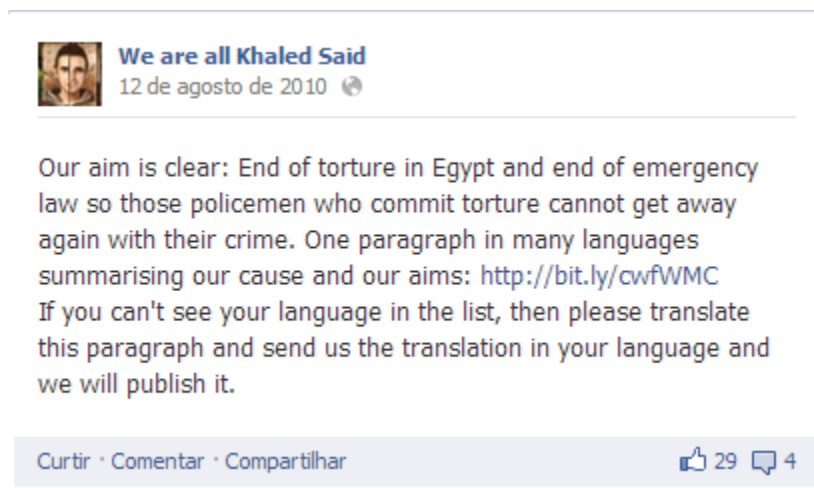 We are all Khaled Said
12 de agosto de 2010
Our aim is clear: End of torture in Egypt and end of emergency
law so those policemen who commit torture cannot get away
again with their crime. One paragraph in many languages
summarising our cause and our aims: http://bit.ly/cwfWMC
If you can't see your language in the list, then please translate
this paragraph and send us the translation in your language and
we will publish it.
Curtir · Comentar · Compartilhar 29 4